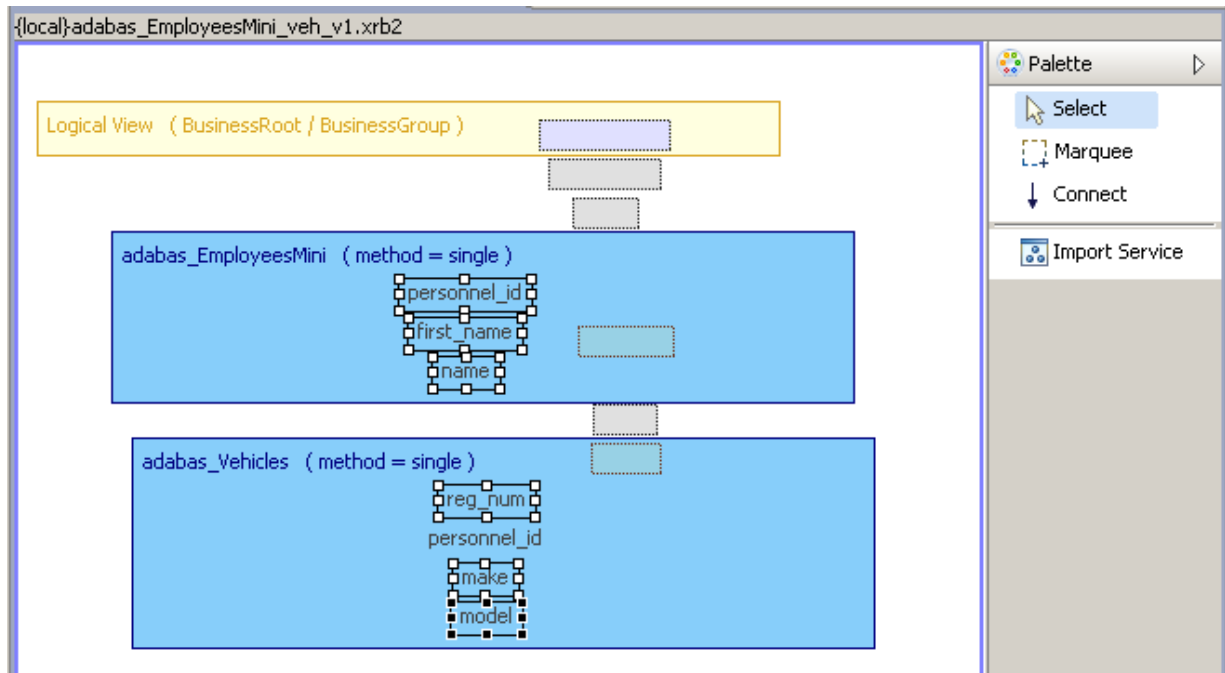 {local}adabas_EmployeesMini_veh_v1.xrb2
Palette
Select
Marquee
Connect
Import Service
Logical View ( BusinessRoot / BusinessGroup )
adabas_EmployeesMini ( method = single )
personnel_id
first_name
name
adabas_Vehicles ( method = single )
reg_num
personnel_id
make
model